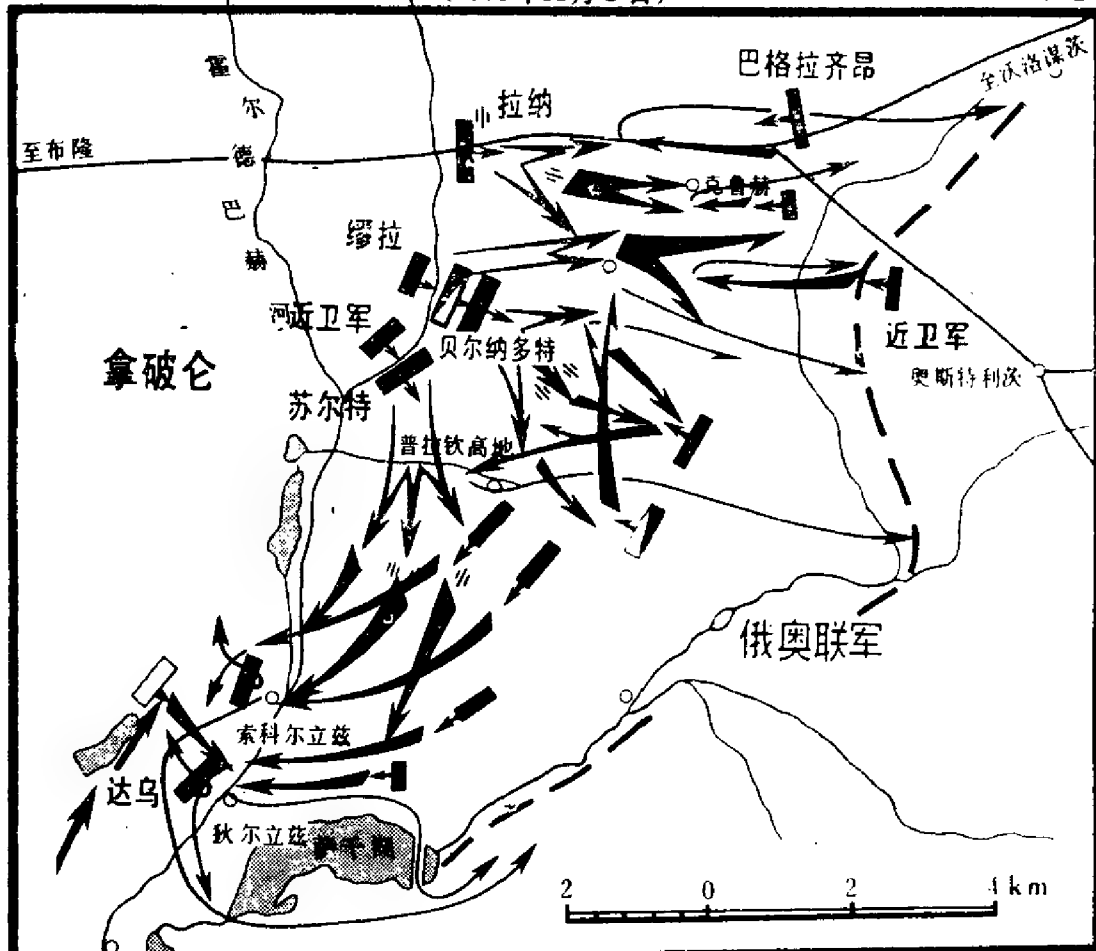 巴格拉齐昂
至沃洛谋茨
霍尔德巴赫河
拉纳
至布隆
克鲁赫
缪拉
近卫军
贝尔纳多特
近卫军
奥斯特利茨
拿破仑
苏尔特
普拉钦高地
俄奥联军
索科尔立兹
达乌
狄尔立兹
2 0 2 4 km